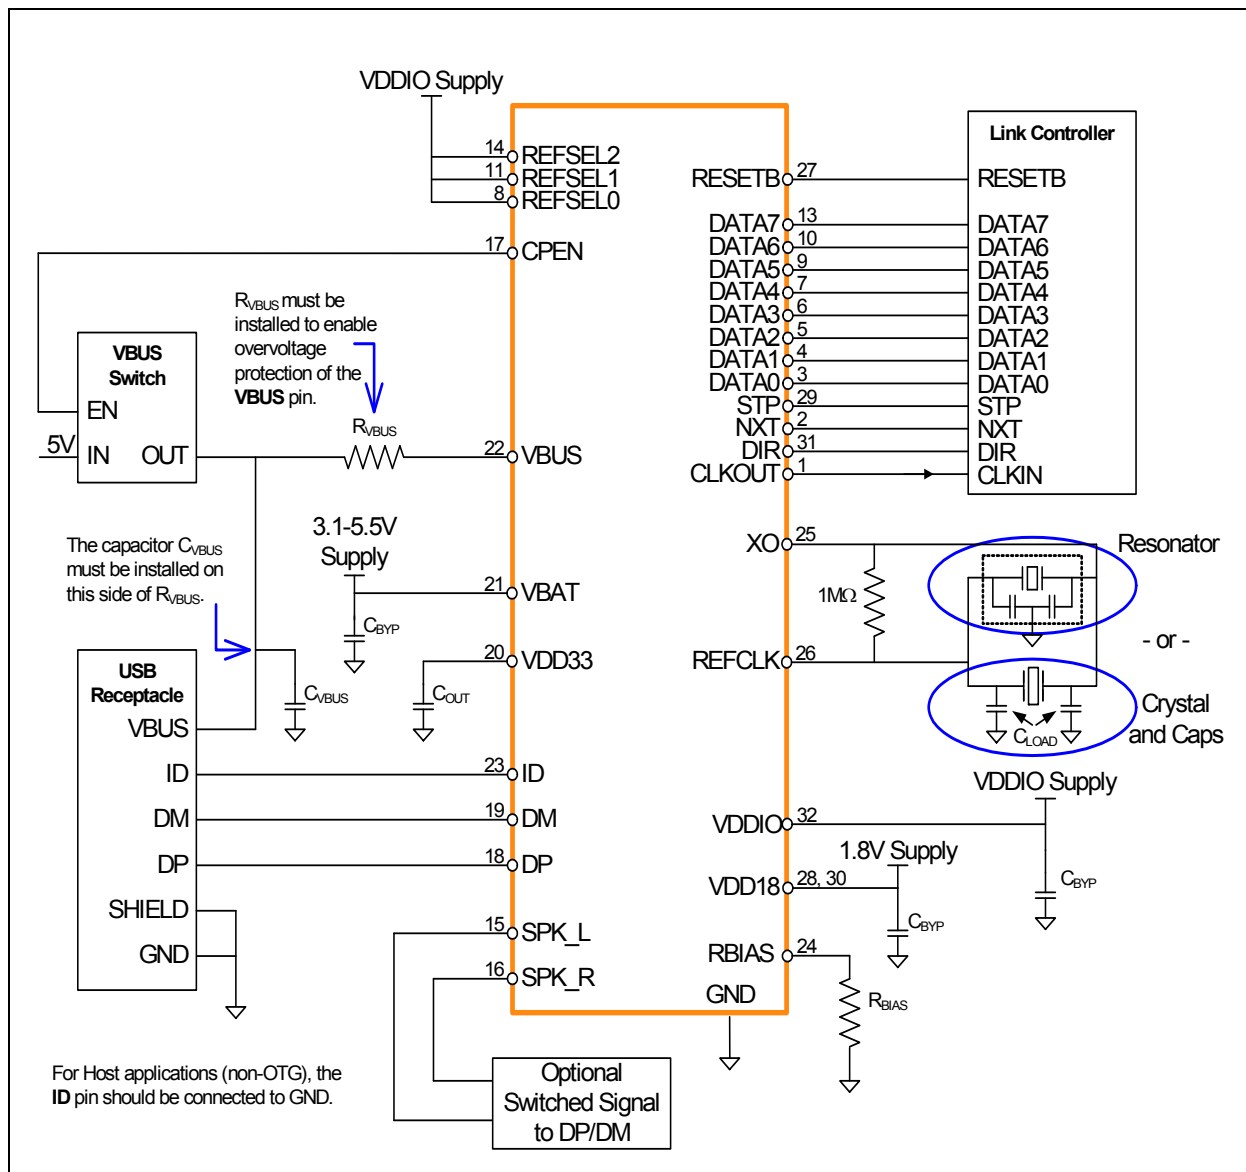 VDDIO Supply
14
REFSEL2
11
REFSEL1
8
REFSEL0
17
CPEN
RVBUS must be
installed to enable
overvoltage
protection of the
VBUS pin.
VBUS
Switch
EN
5V
IN
OUT
RVBUS
22
VBUS
The capacitor CVBUS
must be installed on
this side of RVBUS.
3.1-5.5V
Supply
21
VBAT
CBYP
20
VDD33
COUT
CVBUS
USB
Receptacle
VBUS
ID
23
ID
DM
19
DM
DP
18
DP
SHIELD
GND
15
SPK_L
16
SPK_R
Optional
Switched Signal
to DP/DM
For Host applications (non-OTG), the
ID pin should be connected to GND.
Link Controller
RESETB
27
RESETB
DATA7
13
DATA7
DATA6
10
DATA6
DATA5
9
DATA5
DATA4
7
DATA4
DATA3
6
DATA3
DATA2
5
DATA2
DATA1
4
DATA1
DATA0
3
DATA0
STP
29
STP
NXT
2
NXT
DIR
31
DIR
CLKOUT
1
CLKIN
XO
25
1MΩ
Resonator
- or -
REFCLK
26
CLOAD
Crystal
and Caps
VDDIO Supply
VDDIO
32
CBYP
1.8V Supply
VDD18
28, 30
CBYP
RBIAS
24
RBIAS
GND